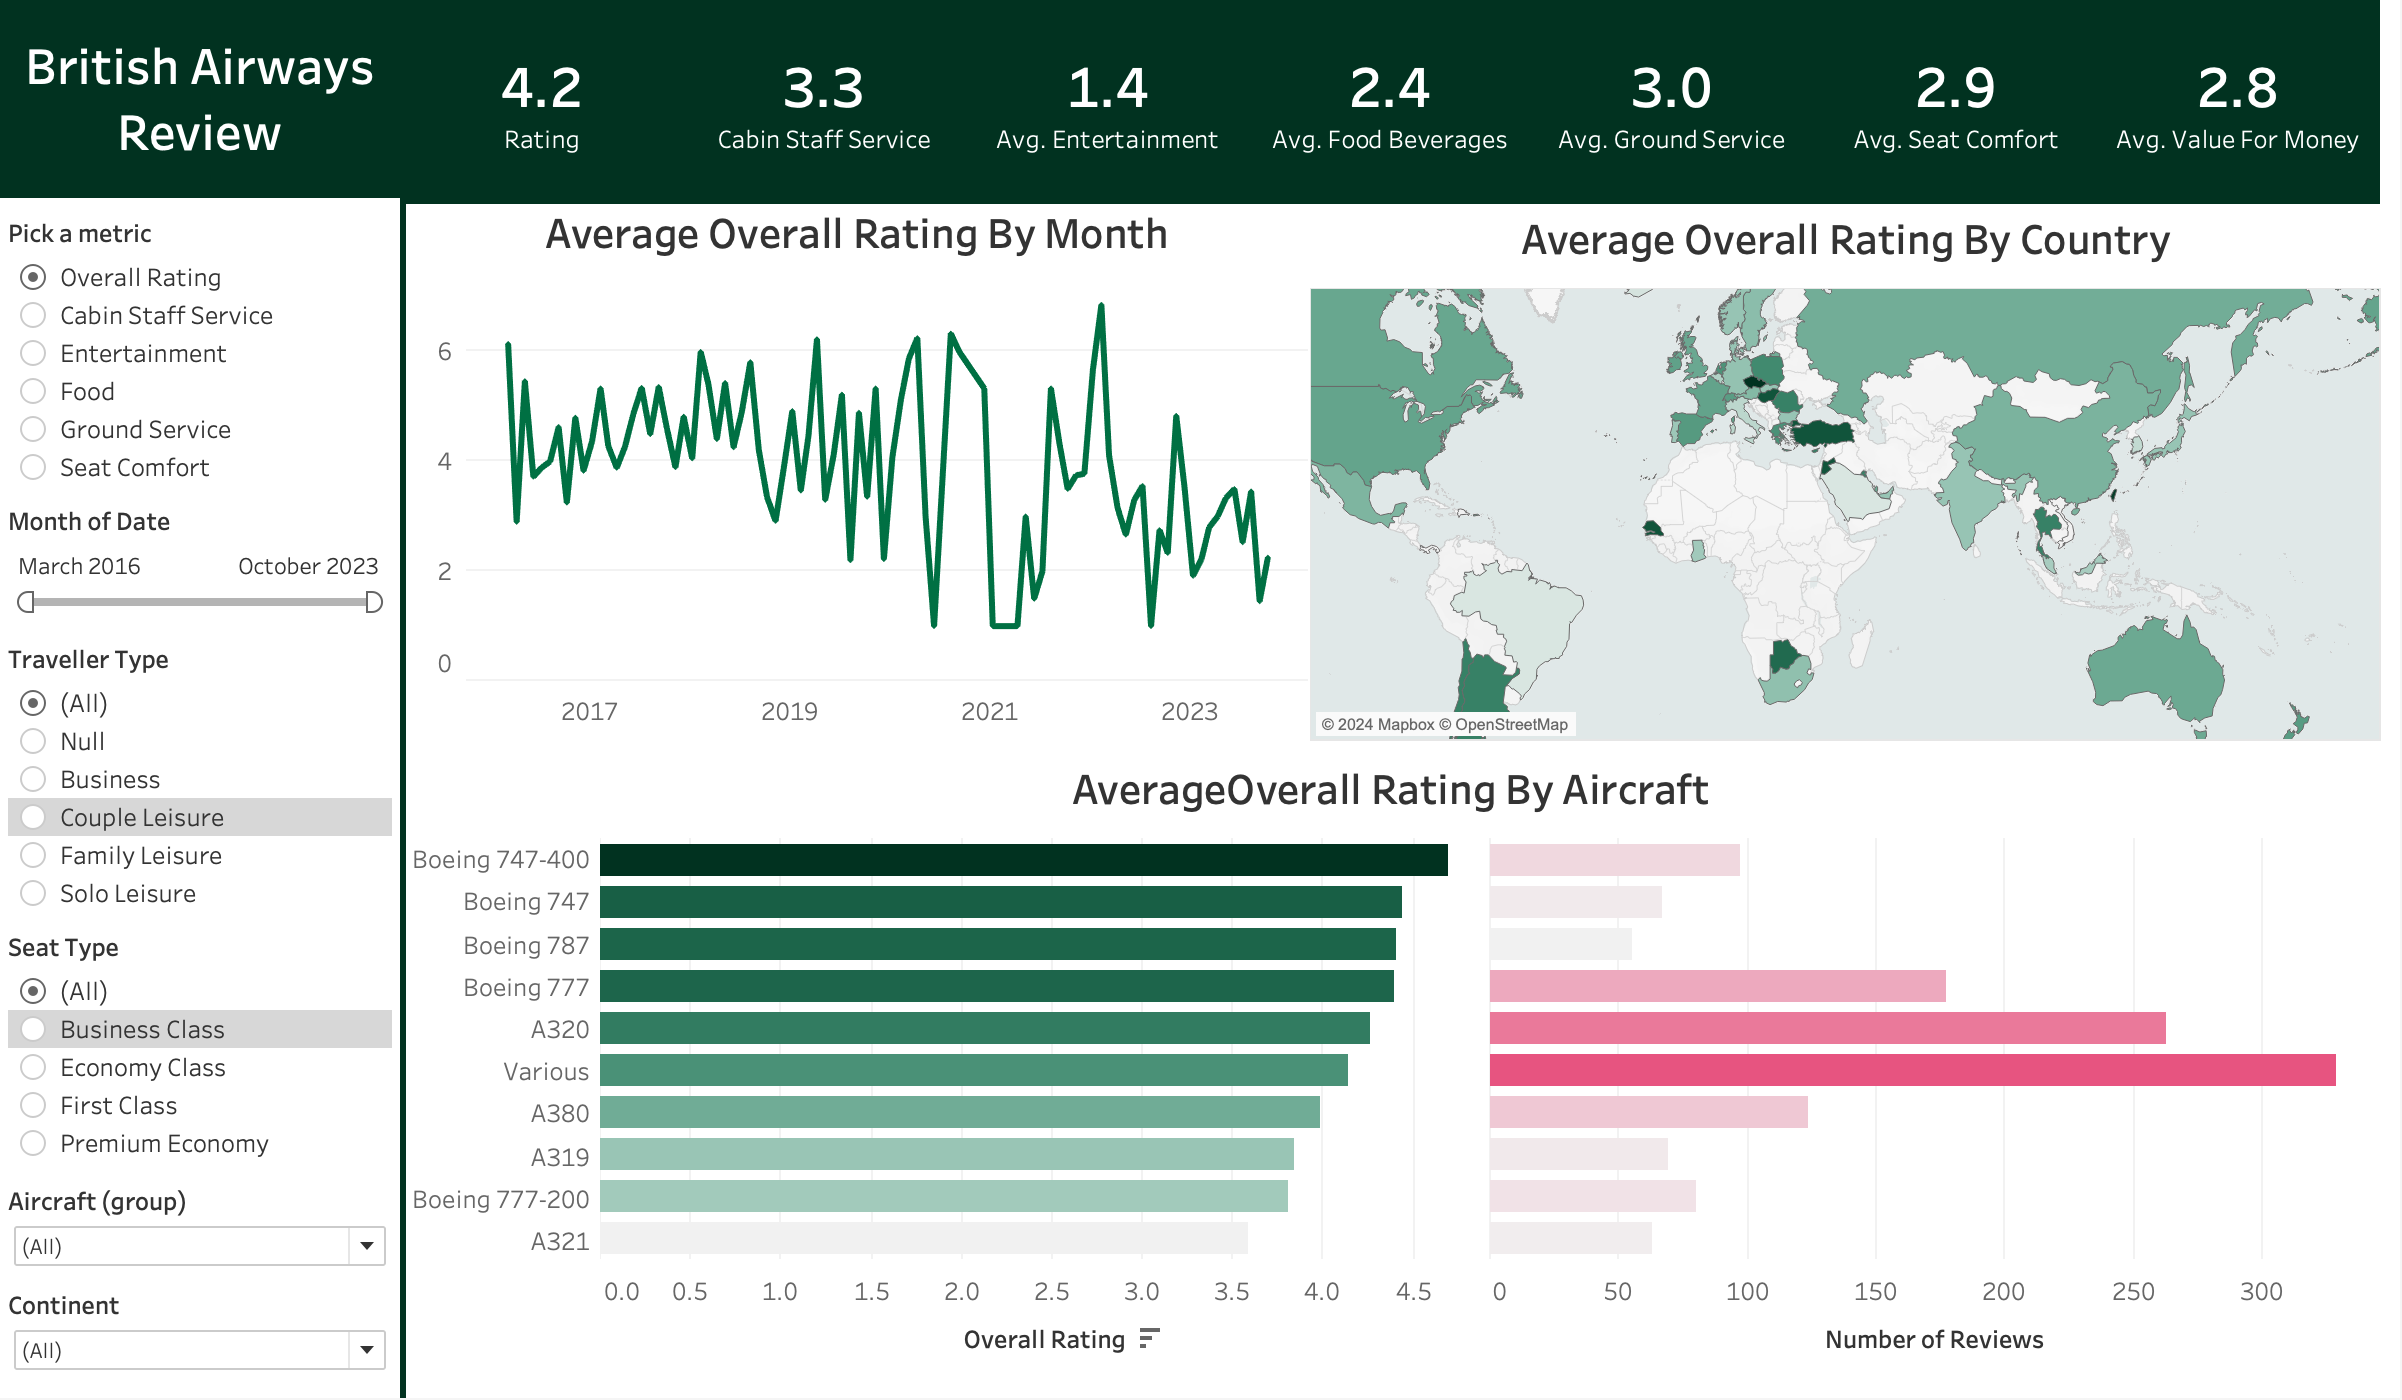 British Airways
Review
4.2
Rating
3.3
Cabin Staff Service
1.4
Avg. Entertainment
2.4
Avg. Food Beverages
3.0
Avg. Ground Service
2.9
Avg. Seat Comfort
2.8
Avg. Value For Money
Pick a metric
Overall Rating
Cabin Staff Service
Entertainment
Food
Ground Service
Seat Comfort
Month of Date
March 2016 October 2023
Traveller Type
(All)
Null
Business
Couple Leisure
Family Leisure
Solo Leisure
Seat Type
(All)
Business Class
Economy Class
First Class
Premium Economy
Aircraft (group)
(All)
Continent
(All)
Average Overall Rating By Month
6
4
2
0
2017 2019 2021 2023
Average Overall Rating By Country
© 2024 Mapbox © OpenStreetMap
AverageOverall Rating By Aircraft
Boeing 747-400
Boeing 747
Boeing 787
Boeing 777
A320
Various
A380
A319
Boeing 777-200
A321
0.0 0.5 1.0 1.5 2.0 2.5 3.0 3.5 4.0 4.5
Overall Rating
0 50 100 150 200 250 300
Number of Reviews